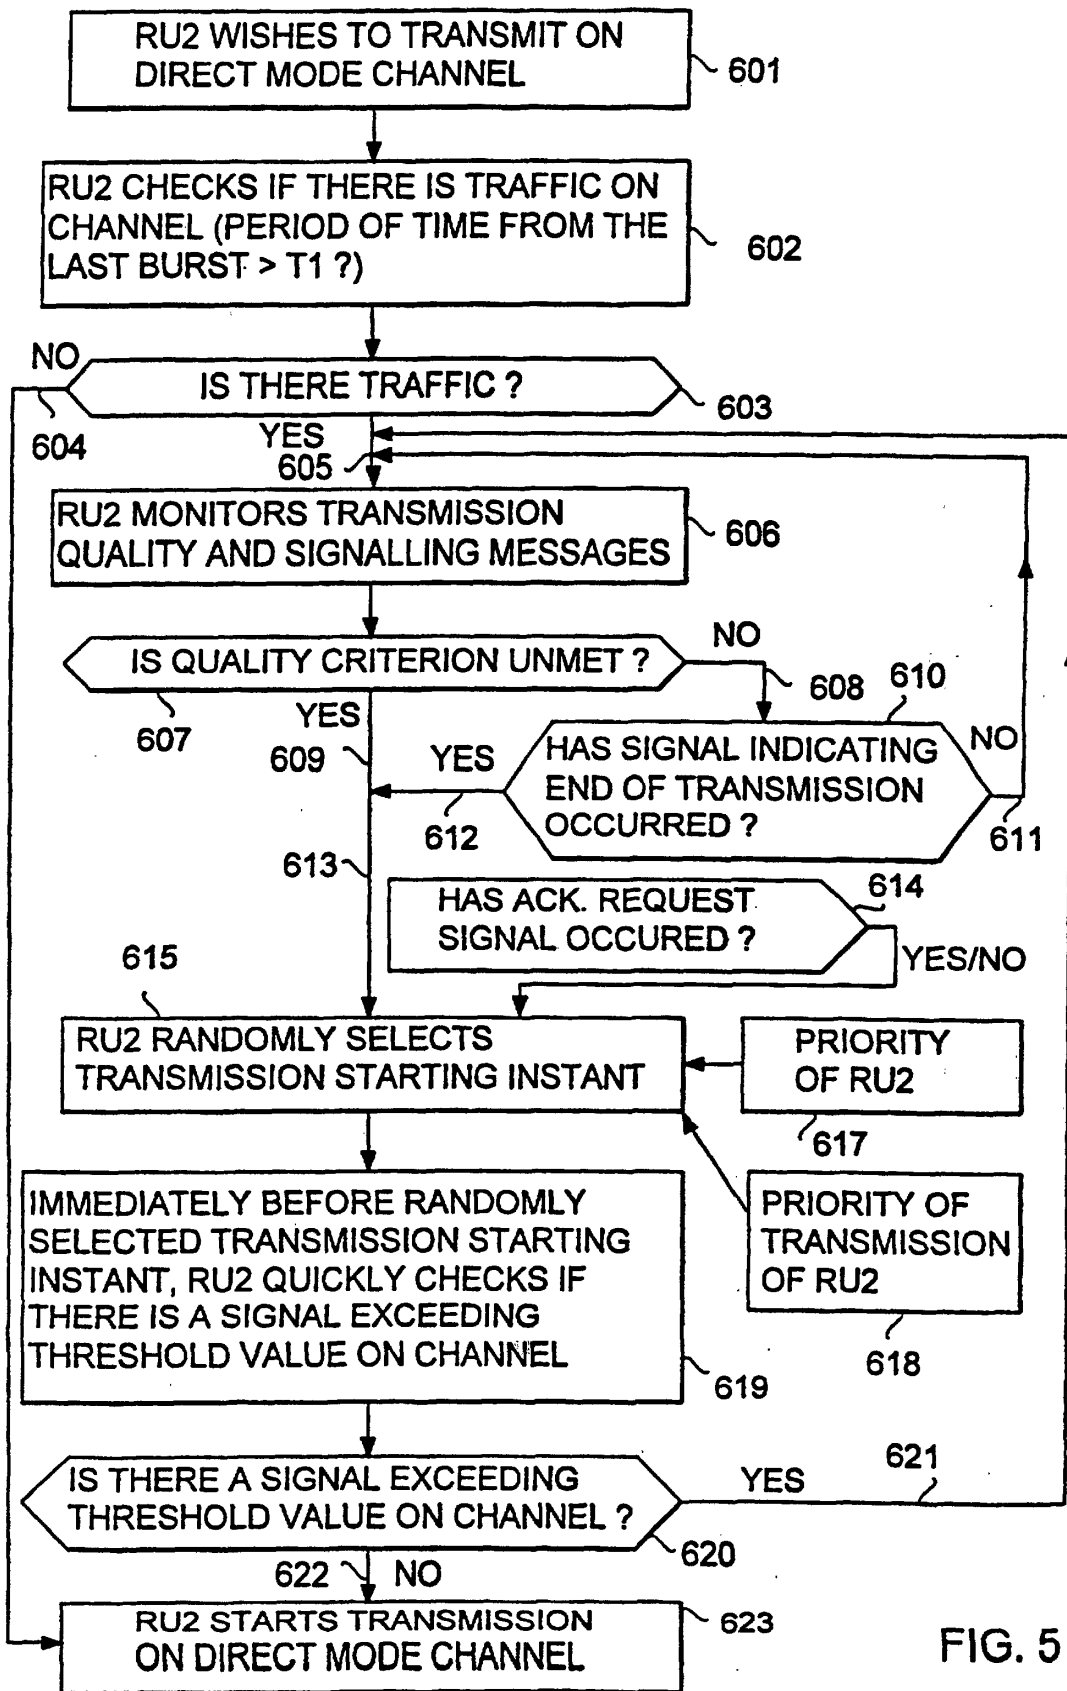 RU2 WISHES TO TRANSMIT ON
DIRECT MODE CHANNEL
601
RU2 CHECKS IF THERE IS TRAFFIC ON
CHANNEL (PERIOD OF TIME FROM THE
LAST BURST > T1 ?)
602
NO
IS THERE TRAFFIC ?
603
604
YES
605
RU2 MONITORS TRANSMISSION
QUALITY AND SIGNALLING MESSAGES
606
IS QUALITY CRITERION UNMET ?
NO
607
608
610
YES
609
HAS SIGNAL INDICATING
END OF TRANSMISSION
OCCURRED ?
NO
YES
612
611
613
HAS ACK. REQUEST
SIGNAL OCCURED ?
614
YES/NO
615
RU2 RANDOMLY SELECTS
TRANSMISSION STARTING INSTANT
PRIORITY
OF RU2
617
IMMEDIATELY BEFORE RANDOMLY
SELECTED TRANSMISSION STARTING
INSTANT, RU2 QUICKLY CHECKS IF
THERE IS A SIGNAL EXCEEDING
THRESHOLD VALUE ON CHANNEL
619
PRIORITY OF
TRANSMISSION
OF RU2
618
IS THERE A SIGNAL EXCEEDING
THRESHOLD VALUE ON CHANNEL ?
YES
621
620
622
NO
RU2 STARTS TRANSMISSION
ON DIRECT MODE CHANNEL
623
FIG. 5